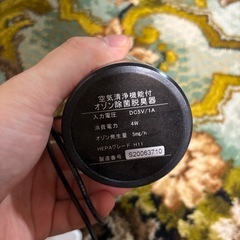 空気清浄機能付
オゾン除菌脱臭器
入力電圧 DC5V/1A
消費電力 4W
オゾン発生量 5mg/h
HEPAグレード H11
製造番号 S20063710